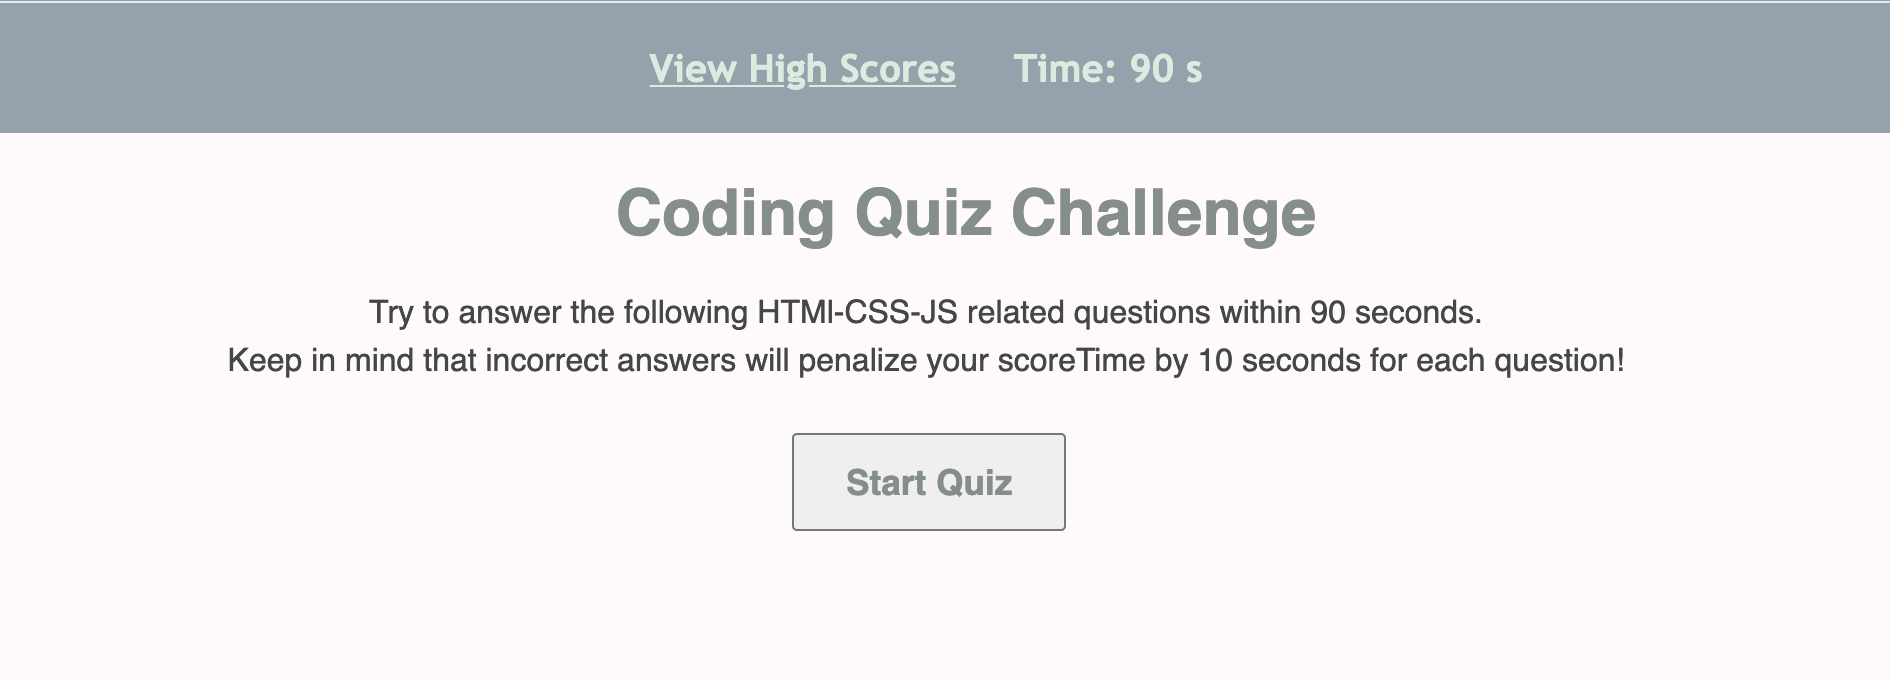 View High Scores Time: 90 s
Coding Quiz Challenge
Try to answer the following HTMl-CSS-JS related questions within 90 seconds.
Keep in mind that incorrect answers will penalize your scoreTime by 10 seconds for each question!
Start Quiz